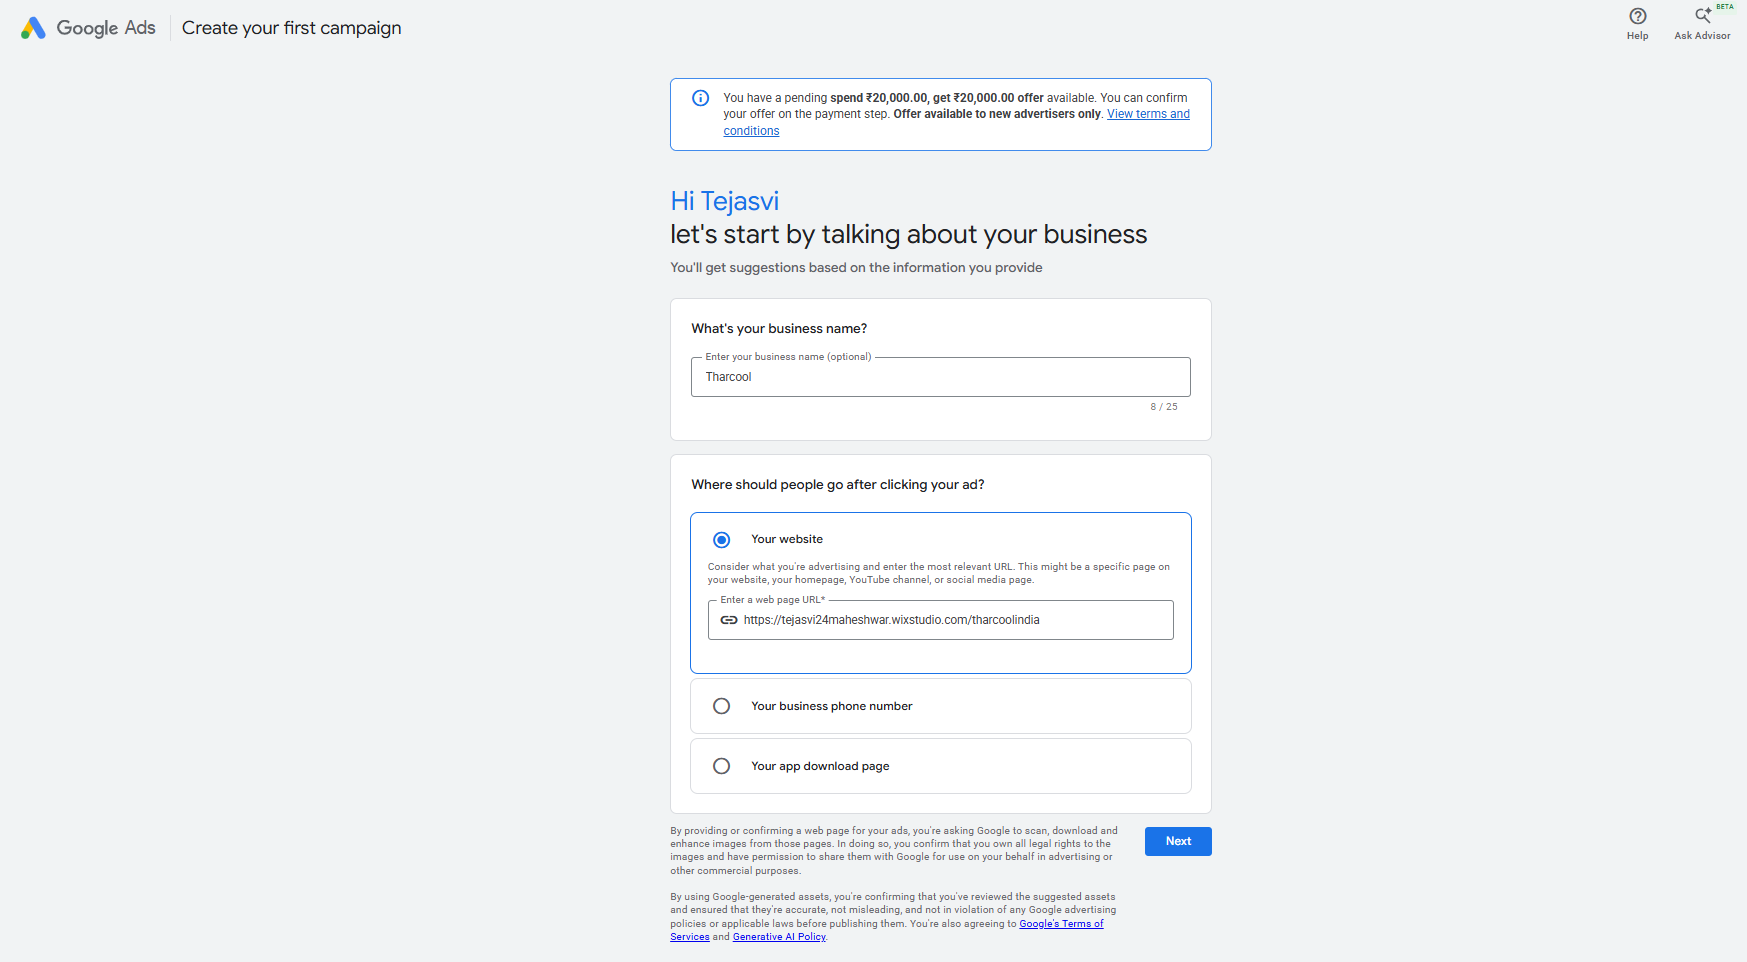 Google Ads
Create your first campaign
Help
BETA
Ask Advisor
You have a pending spend ₹20,000.00, get ₹20,000.00 offer available. You can confirm
your offer on the payment step. Offer available to new advertisers only. View terms and
conditions
Hi Tejasvi
let's start by talking about your business
You'll get suggestions based on the information you provide
What's your business name?
Enter your business name (optional)
Tharcool
8 / 25
Where should people go after clicking your ad?
Your website
Consider what you're advertising and enter the most relevant URL. This might be a specific page on
your website, your homepage, YouTube channel, or social media page.
Enter a web page URL*
https://tejasvi24maheshwar.wixstudio.com/tharcoolindia
Your business phone number
Your app download page
By providing or confirming a web page for your ads, you're asking Google to scan, download and
enhance images from those pages. In doing so, you confirm that you own all legal rights to the
images and have permission to share them with Google for use on your behalf in advertising or
other commercial purposes.
Next
By using Google-generated assets, you're confirming that you've reviewed the suggested assets
and ensured that they're accurate, not misleading, and not in violation of any Google advertising
policies or applicable laws before publishing them. You're also agreeing to Google's Terms of
Services and Generative AI Policy.